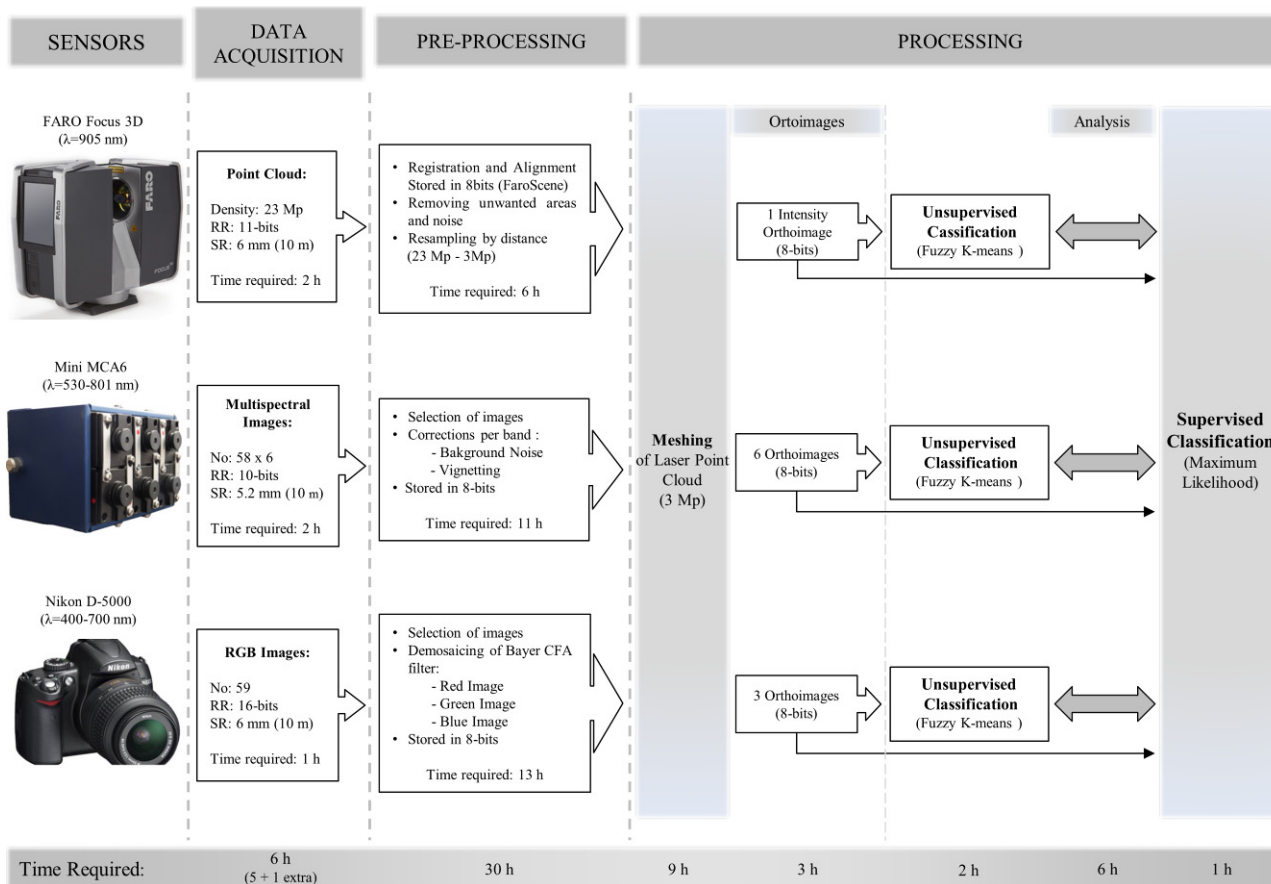 SENSORS
DATA
ACQUISITION
PRE-PROCESSING
PROCESSING
FARO Focus 3D
(λ=905 nm)
FARO
FARO
FOCUS
Point Cloud:
Density: 23 Mp
RR: 11-bits
SR: 6 mm (10 m)
Time required: 2 h
• Registration and Alignment
Stored in 8bits (FaroScene)
• Removing unwanted areas
and noise
• Resampling by distance
(23 Mp - 3Mp)
Time required: 6 h
Mini MCA6
(λ=530-801 nm)
Multispectral
Images:
No: 58 x 6
RR: 10-bits
SR: 5.2 mm (10 m)
Time required: 2 h
• Selection of images
• Corrections per band :
- Bakground Noise
- Vignetting
• Stored in 8-bits
Time required: 11 h
Nikon D-5000
(λ=400-700 nm)
Nikon
RGB Images:
No: 59
RR: 16-bits
SR: 6 mm (10 m)
Time required: 1 h
• Selection of images
• Demosaicing of Bayer CFA
filter:
- Red Image
- Green Image
- Blue Image
• Stored in 8-bits
Time required: 13 h
Meshing
of Laser Point
Cloud
(3 Mp)
Ortoimages
Analysis
1 Intensity
Orthoimage
(8-bits)
Unsupervised
Cassification
(Fuzzy K-means )
6 Orthoimages
(8-bits)
Unsupervised
Classification
(Fuzzy K-means )
3 Orthoimages
(8-bits)
Unsupervised
Classification
(Fuzzy K-means )
Supervised
Classification
(Maximum
Likelihood)
Time Required:
6 h
(5 + 1 extra)
30 h
9 h
3 h
2 h
6 h
1 h